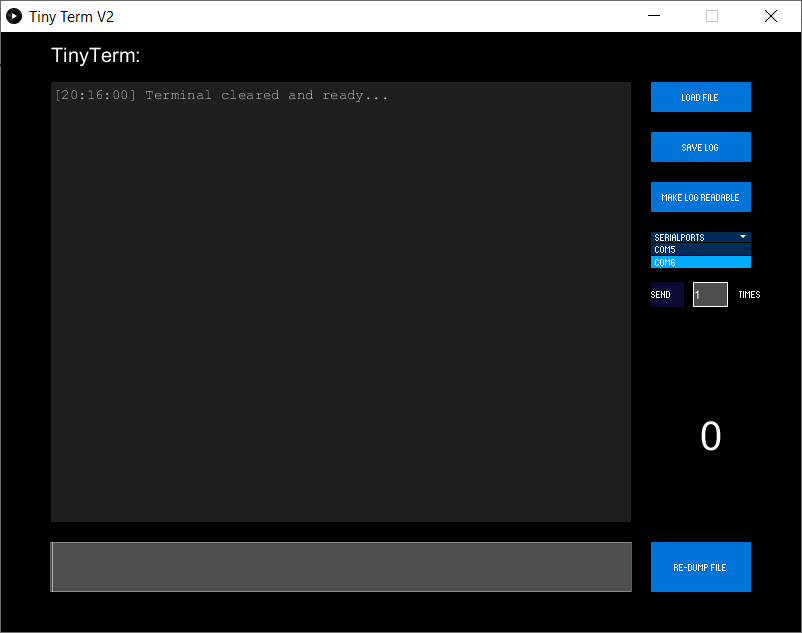 Tiny Term V2
TinyTerm:
[20:16:00] Terminal cleared and ready...
LOAD FILE
SAVE LOG
MAKE LOG READABLE
SERIALPORTS
COM5
COM6
SEND 1 TIMES
0
RE-DUMP FILE